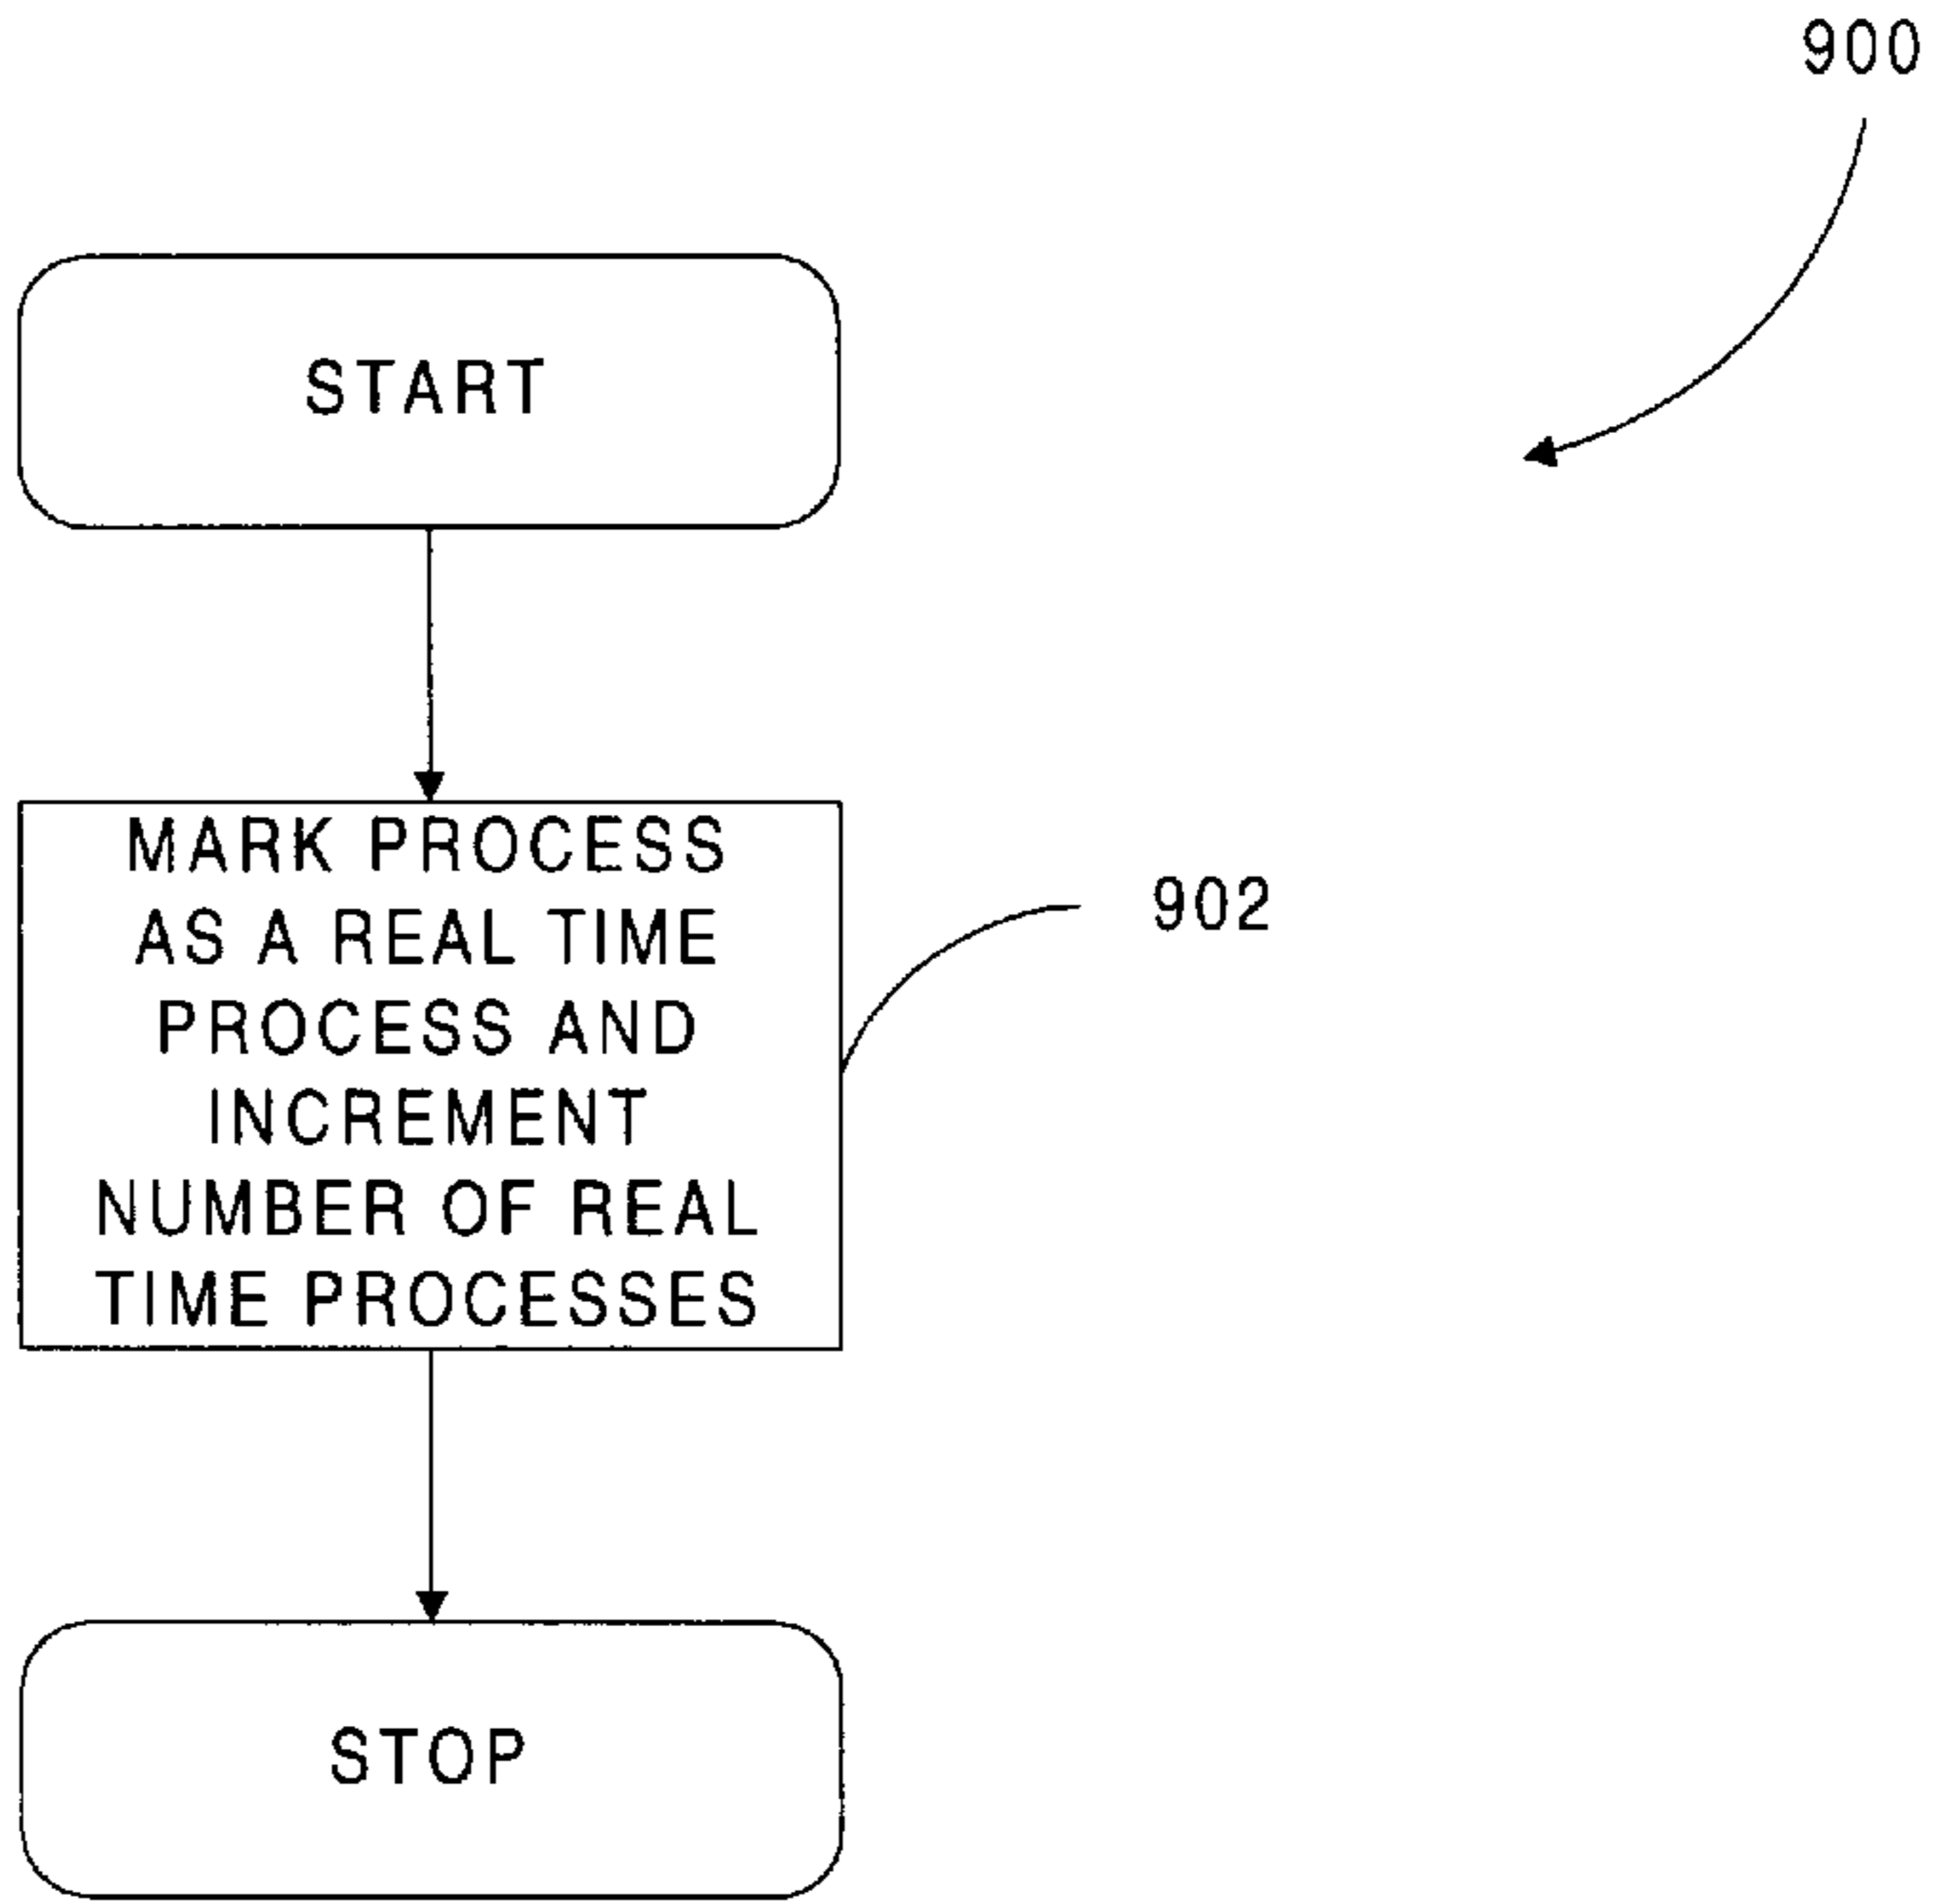 900
START
MARK PROCESS
AS A REAL TIME
PROCESS AND
INCREMENT
NUMBER OF REAL
TIME PROCESSES
902
STOP